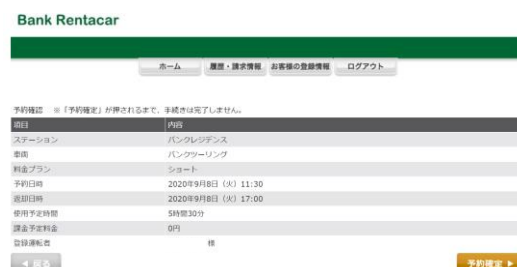 Bank Rentacar
ホーム 履歴・請求情報 お客様の登録情報 ログアウト
予約確認 ※「予約確定」が押されるまで、手続きは完了しません。
項目 内容
ステーション バンクレジデンス
車両 バンクツーリング
料金プラン ショート
予約日時 2020年9月8日（火）11:30
返却日時 2020年9月8日（火）17:00
使用予定時間 5時間30分
課金予定料金 0円
登録運転者 様
◀ 戻る 予約確定 ▶